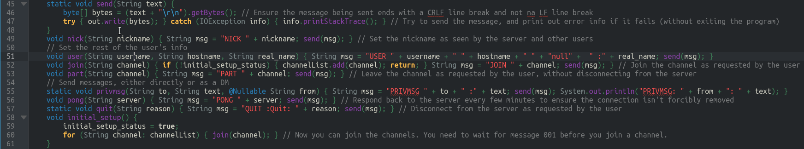 45 static void send(String text) {
46 byte[] bytes = (text + "\r\n").getBytes(); // Ensure the message being sent ends with a CRLF line break and not na LF line break
47 try { out.write(bytes); } catch (IOException info) { info.printStackTrace(); } // Try to send the message, and print out error info if it fails (without exiting the program)
48 }
49 void nick(String nickname) { String msg = "NICK " + nickname; send(msg); } // Set the nickname as seen by the server and other users
50 // Set the rest of the user's info
51 void user(String username, String hostname, String real_name) { String msg = "USER " + username + " " + hostname + " " + "null" + " :" + real_name; send(msg); }
52 void join(String channel) { if (!initial_setup_status) { channelList.add(channel); return; } String msg = "JOIN " + channel; send(msg); } // Join the channel as requested by the user
53 void part(String channel) { String msg = "PART " + channel; send(msg); } // Leave the channel as requested by the user, without disconnecting from the server
54 // Send messages, either directly or as a DM
55 static void privmsg(String to, String text, @Nullable String from) { String msg = "PRIVMSG " + to + " :" + text; send(msg); System.out.println("PRIVMSG: " + from + ": " + text); }
56 void pong(String server) { String msg = "PONG " + server; send(msg); } // Respond back to the server every few minutes to ensure the connection isn't forcibly removed
57 static void quit(String reason) { String msg = "QUIT :Quit: " + reason; send(msg); } // Disconnect from the server as requested by the user
58 void initial_setup() {
59 initial_setup_status = true;
60 for (String channel: channelList) { join(channel); } // Now you can join the channels. You need to wait for message 001 before you join a channel.
61 }